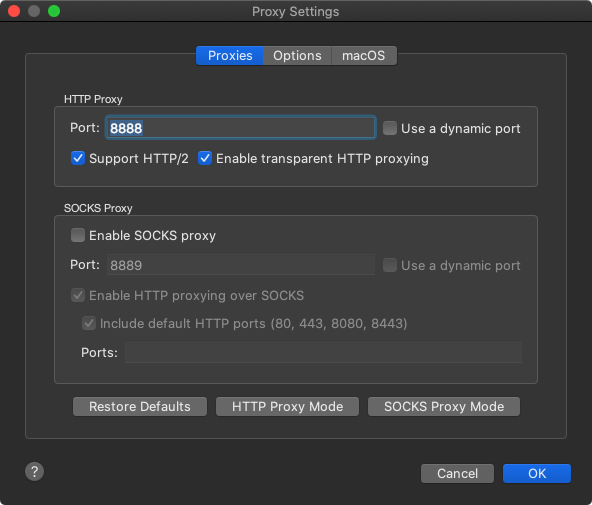 Proxy Settings
Proxies Options macOS
HTTP Proxy
Port: 8888 Use a dynamic port
Support HTTP/2 Enable transparent HTTP proxying
SOCKS Proxy
Enable SOCKS proxy
Port: 8889 Use a dynamic port
Enable HTTP proxying over SOCKS
Include default HTTP ports (80, 443, 8080, 8443)
Ports:
Restore Defaults HTTP Proxy Mode SOCKS Proxy Mode
? Cancel OK